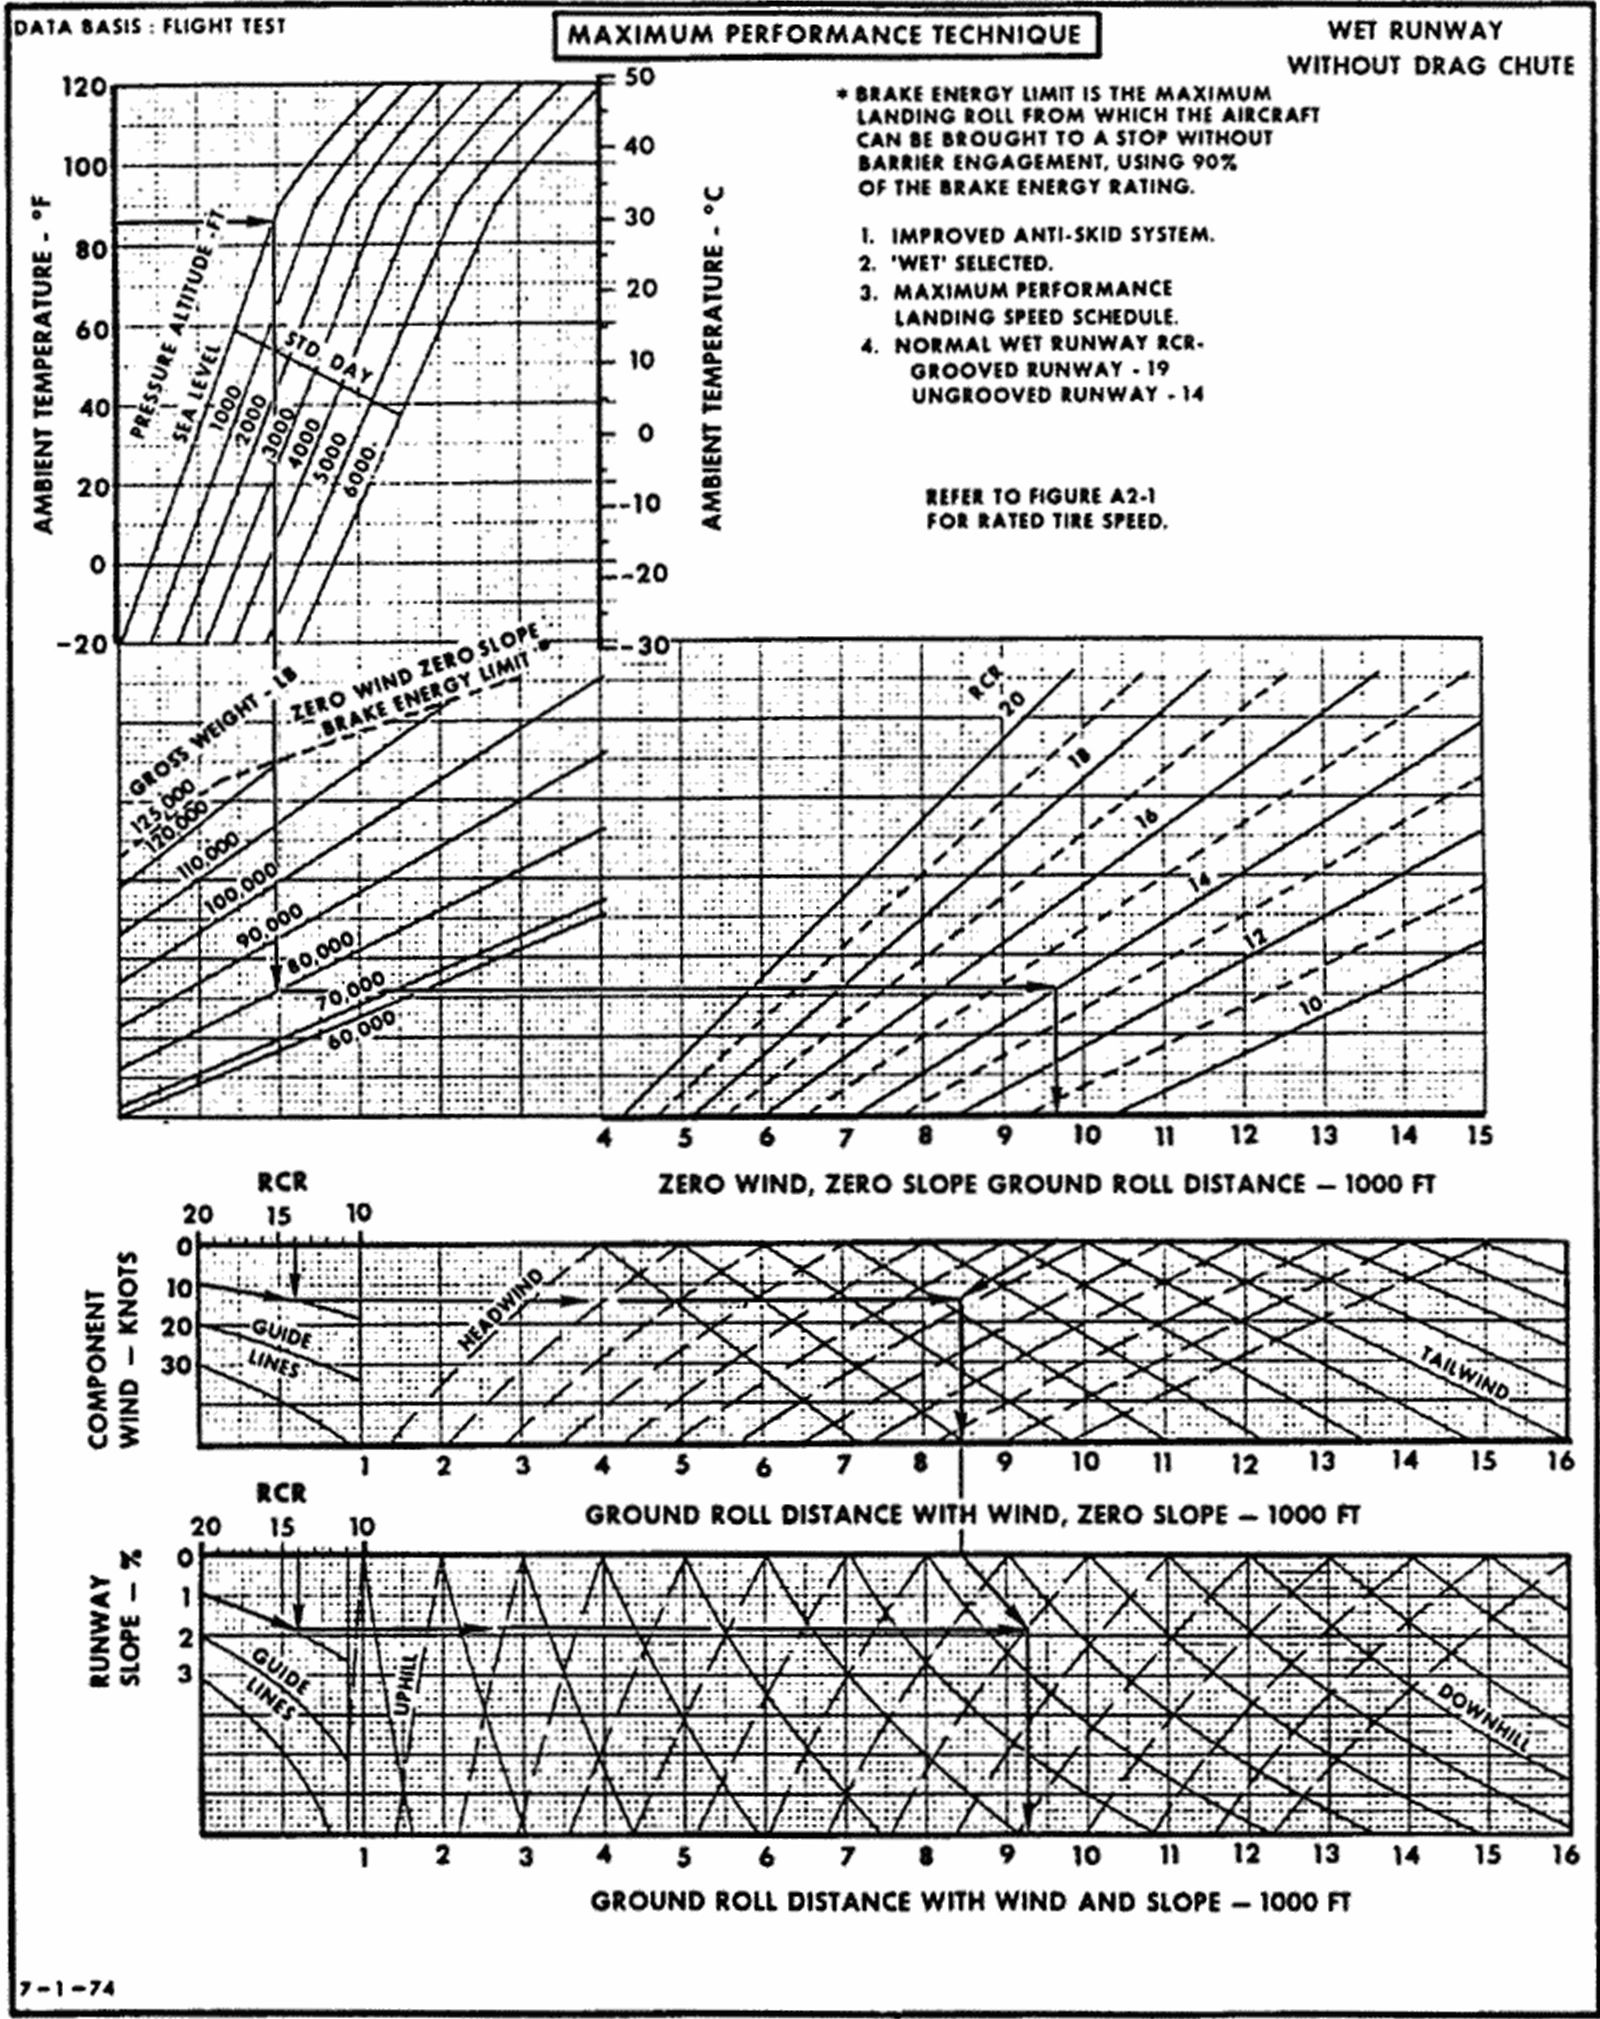 DATA BASIS : FLIGHT TEST
MAXIMUM PERFORMANCE TECHNIQUE
WET RUNWAY
WITHOUT DRAG CHUTE
* BRAKE ENERGY LIMIT IS THE MAXIMUM
LANDING ROLL FROM WHICH THE AIRCRAFT
CAN BE BROUGHT TO A STOP WITHOUT
BARRIER ENGAGEMENT, USING 90%
OF THE BRAKE ENERGY RATING.
1. IMPROVED ANTI-SKID SYSTEM.
2. 'WET' SELECTED.
3. MAXIMUM PERFORMANCE
LANDING SPEED SCHEDULE.
4. NORMAL WET RUNWAY RCR-
GROOVED RUNWAY - 19
UNGROOVED RUNWAY - 14
REFER TO FIGURE A2-1
FOR RATED TIRE SPEED.
AMBIENT TEMPERATURE - °F
120
100
80
60
40
20
0
-20
AMBIENT TEMPERATURE - °C
50
40
30
20
10
0
-10
-20
-30
PRESSURE ALTITUDE - FT
SEA LEVEL
1000
2000
3000
4000
5000
6000
STD. DAY
GROSS WEIGHT - LB
ZERO WIND ZERO SLOPE
BRAKE ENERGY LIMIT *
125,000
120,000
110,000
100,000
90,000
80,000
70,000
60,000
RCR
20
18
16
14
12
10
4 5 6 7 8 9 10 11 12 13 14 15
ZERO WIND, ZERO SLOPE GROUND ROLL DISTANCE — 1000 FT
RCR
20 15 10
COMPONENT
WIND — KNOTS
0
10
20
30
GUIDE
LINES
HEADWIND
TAILWIND
1 2 3 4 5 6 7 8 9 10 11 12 13 14 15 16
GROUND ROLL DISTANCE WITH WIND, ZERO SLOPE — 1000 FT
RCR
20 15 10
RUNWAY
SLOPE — %
0
1
2
3
GUIDE
LINES
UPHILL
DOWNHILL
1 2 3 4 5 6 7 8 9 10 11 12 13 14 15 16
GROUND ROLL DISTANCE WITH WIND AND SLOPE — 1000 FT
7-1-74